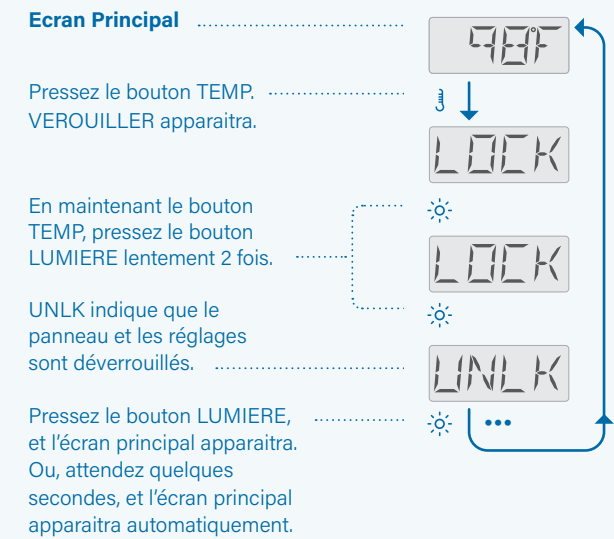 Ecran Principal
98°F
Pressez le bouton TEMP.
VEROUILLER apparaitra.
LOCK
En maintenant le bouton
TEMP, pressez le bouton
LUMIERE lentement 2 fois.
LOCK
UNLK indique que le
panneau et les réglages
sont déverrouillés.
UNLK
Pressez le bouton LUMIERE,
et l'écran principal apparaitra.
Ou, attendez quelques
secondes, et l'écran principal
apparaitra automatiquement.